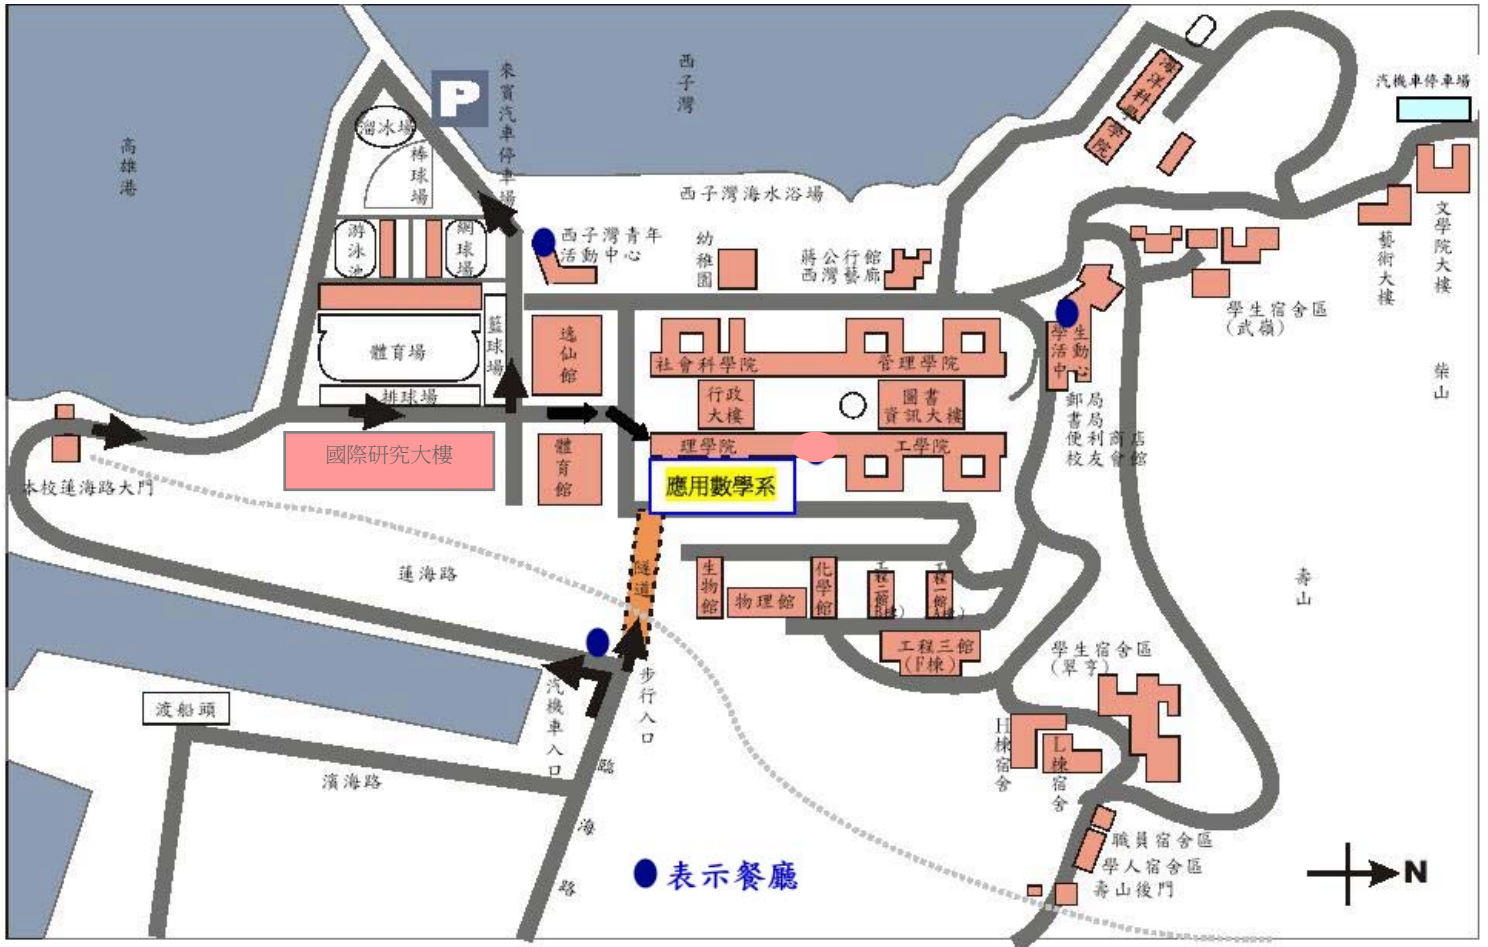 西子灣
高雄港
來賓汽車停車場
P
溜冰場
棒球場
游泳池
網球場
西子灣青年
活動中心
西子灣海水浴場
幼稚園
蔣公行館
西灣藝廊
海洋科學學院
汽機車停車場
文學院大樓
藝術大樓
學生宿舍區
(武嶺)
柴山
體育場
籃球場
排球場
逸仙館
社會科學院
管理學院
行政
大樓
圖書
資訊大樓
學生
活動
中心
郵局
書局
便利商店
校友會館
國際研究大樓
體育館
理學院
工學院
應用數學系
本校蓮海路大門
蓮海路
隧道
生物館
物理館
化學館
工程二館
工程一館
工程三館
(F棟)
壽山
學生宿舍區
(翠亨)
H棟宿舍
L棟宿舍
渡船頭
濱海路
汽機車入口
步行入口
臨海路
職員宿舍區
學人宿舍區
壽山後門
表示餐廳
N